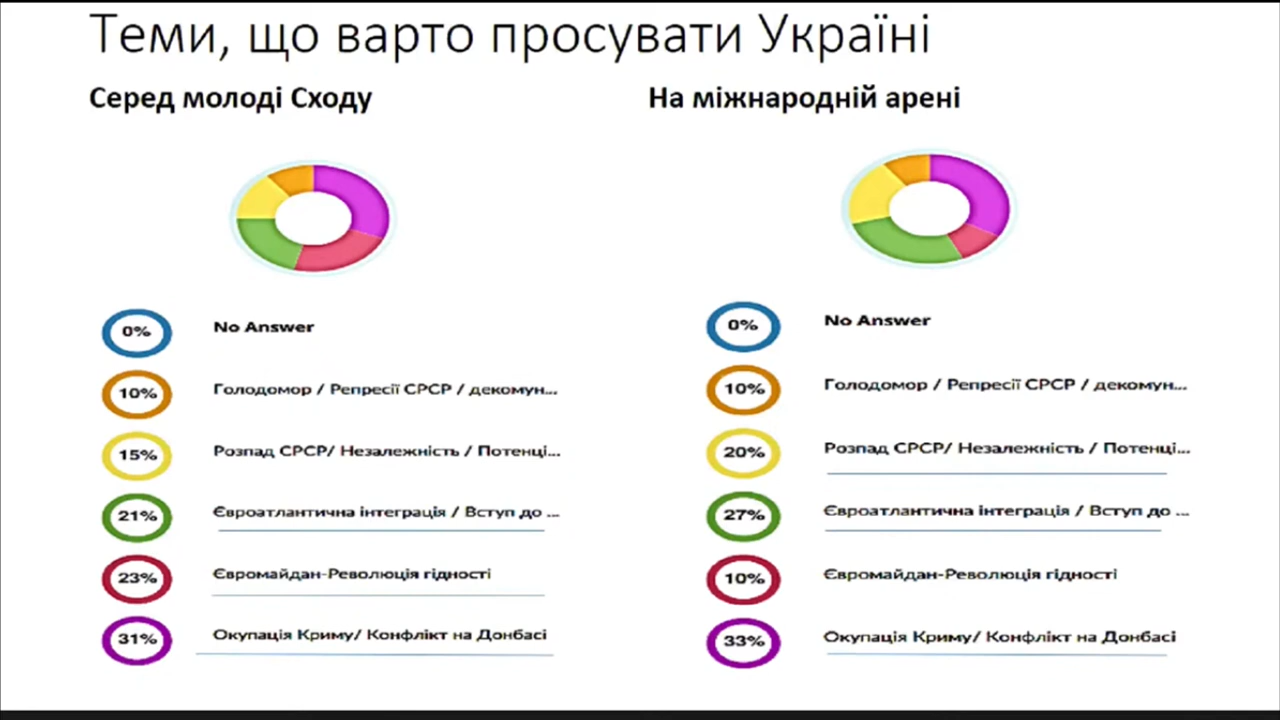 Теми, що варто просувати Україні
Серед молоді Сходу
0% No Answer
10% Голодомор / Репресії СРСР / декомун...
15% Розпад СРСР/ Незалежність / Потенці...
21% Євроатлантична інтеграція / Вступ до ...
23% Євромайдан-Революція гідності
31% Окупація Криму/ Конфлікт на Донбасі
На міжнародній арені
0% No Answer
10% Голодомор / Репресії СРСР / декомун...
20% Розпад СРСР/ Незалежність / Потенці...
27% Євроатлантична інтеграція / Вступ до ...
10% Євромайдан-Революція гідності
33% Окупація Криму/ Конфлікт на Донбасі